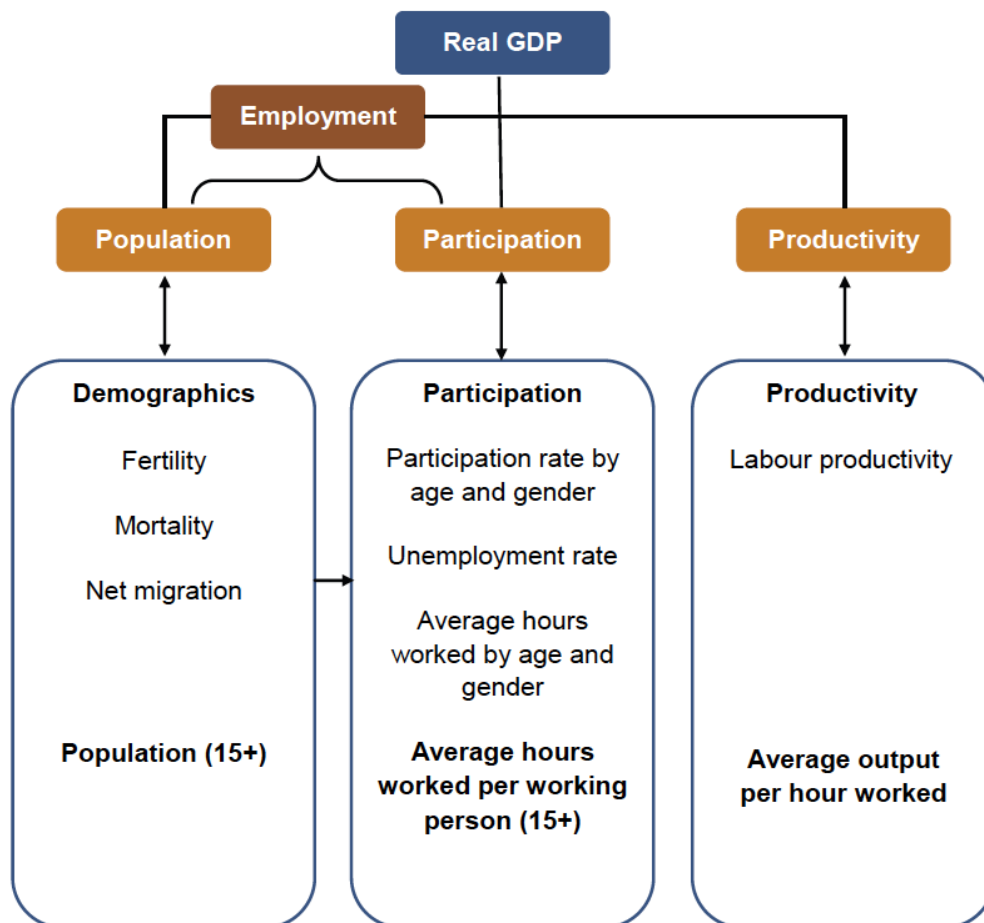 Real GDP
Employment
Population
Participation
Productivity
Demographics
Fertility
Mortality
Net migration
Population (15+)
Participation
Participation rate by
age and gender
Unemployment rate
Average hours
worked by age and
gender
Average hours
worked per working
person (15+)
Productivity
Labour productivity
Average output
per hour worked